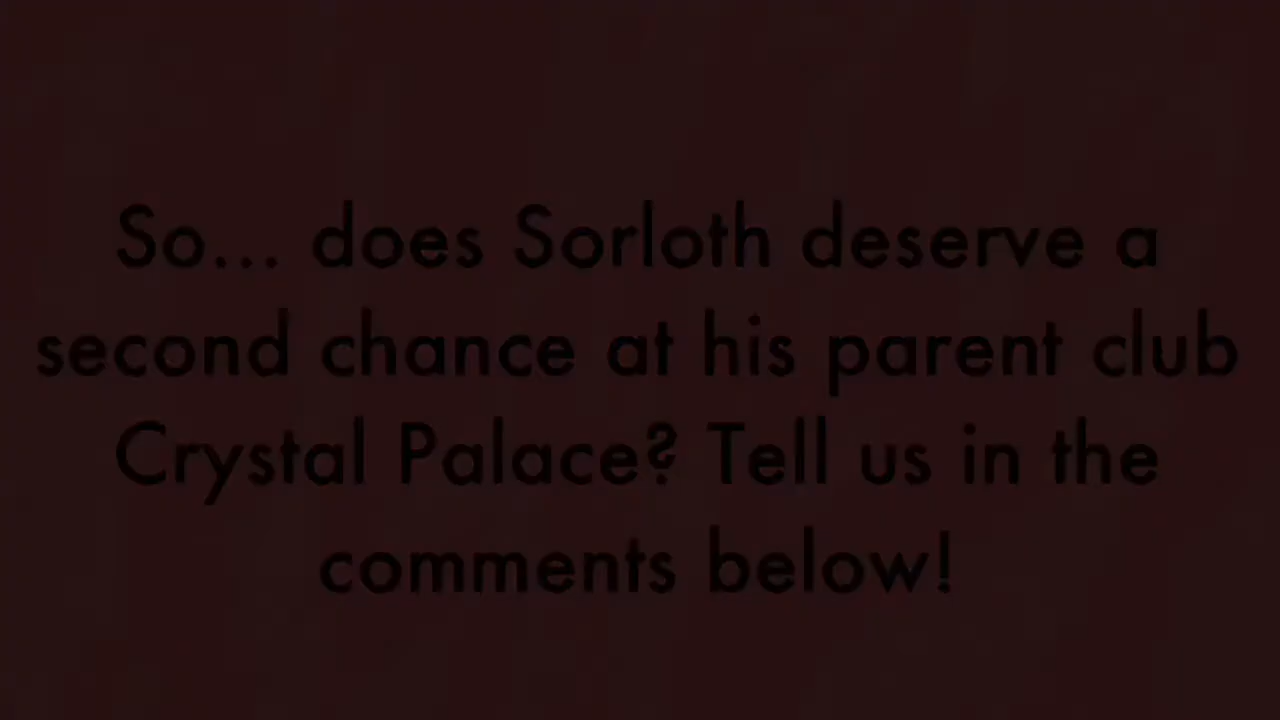 So... does Sorloth deserve a
second chance at his parent club
Crystal Palace? Tell us in the
comments below!